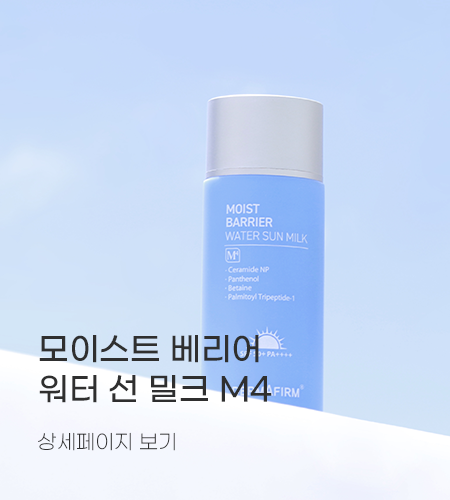 MOIST
BARRIER
WATER SUN MILK
M4
· Ceramide NP
· Panthenol
· Betaine
· Palmitoyl Tripeptide-1
PA++++
모이스트 베리어
워터 선 밀크 M4
상세페이지 보기